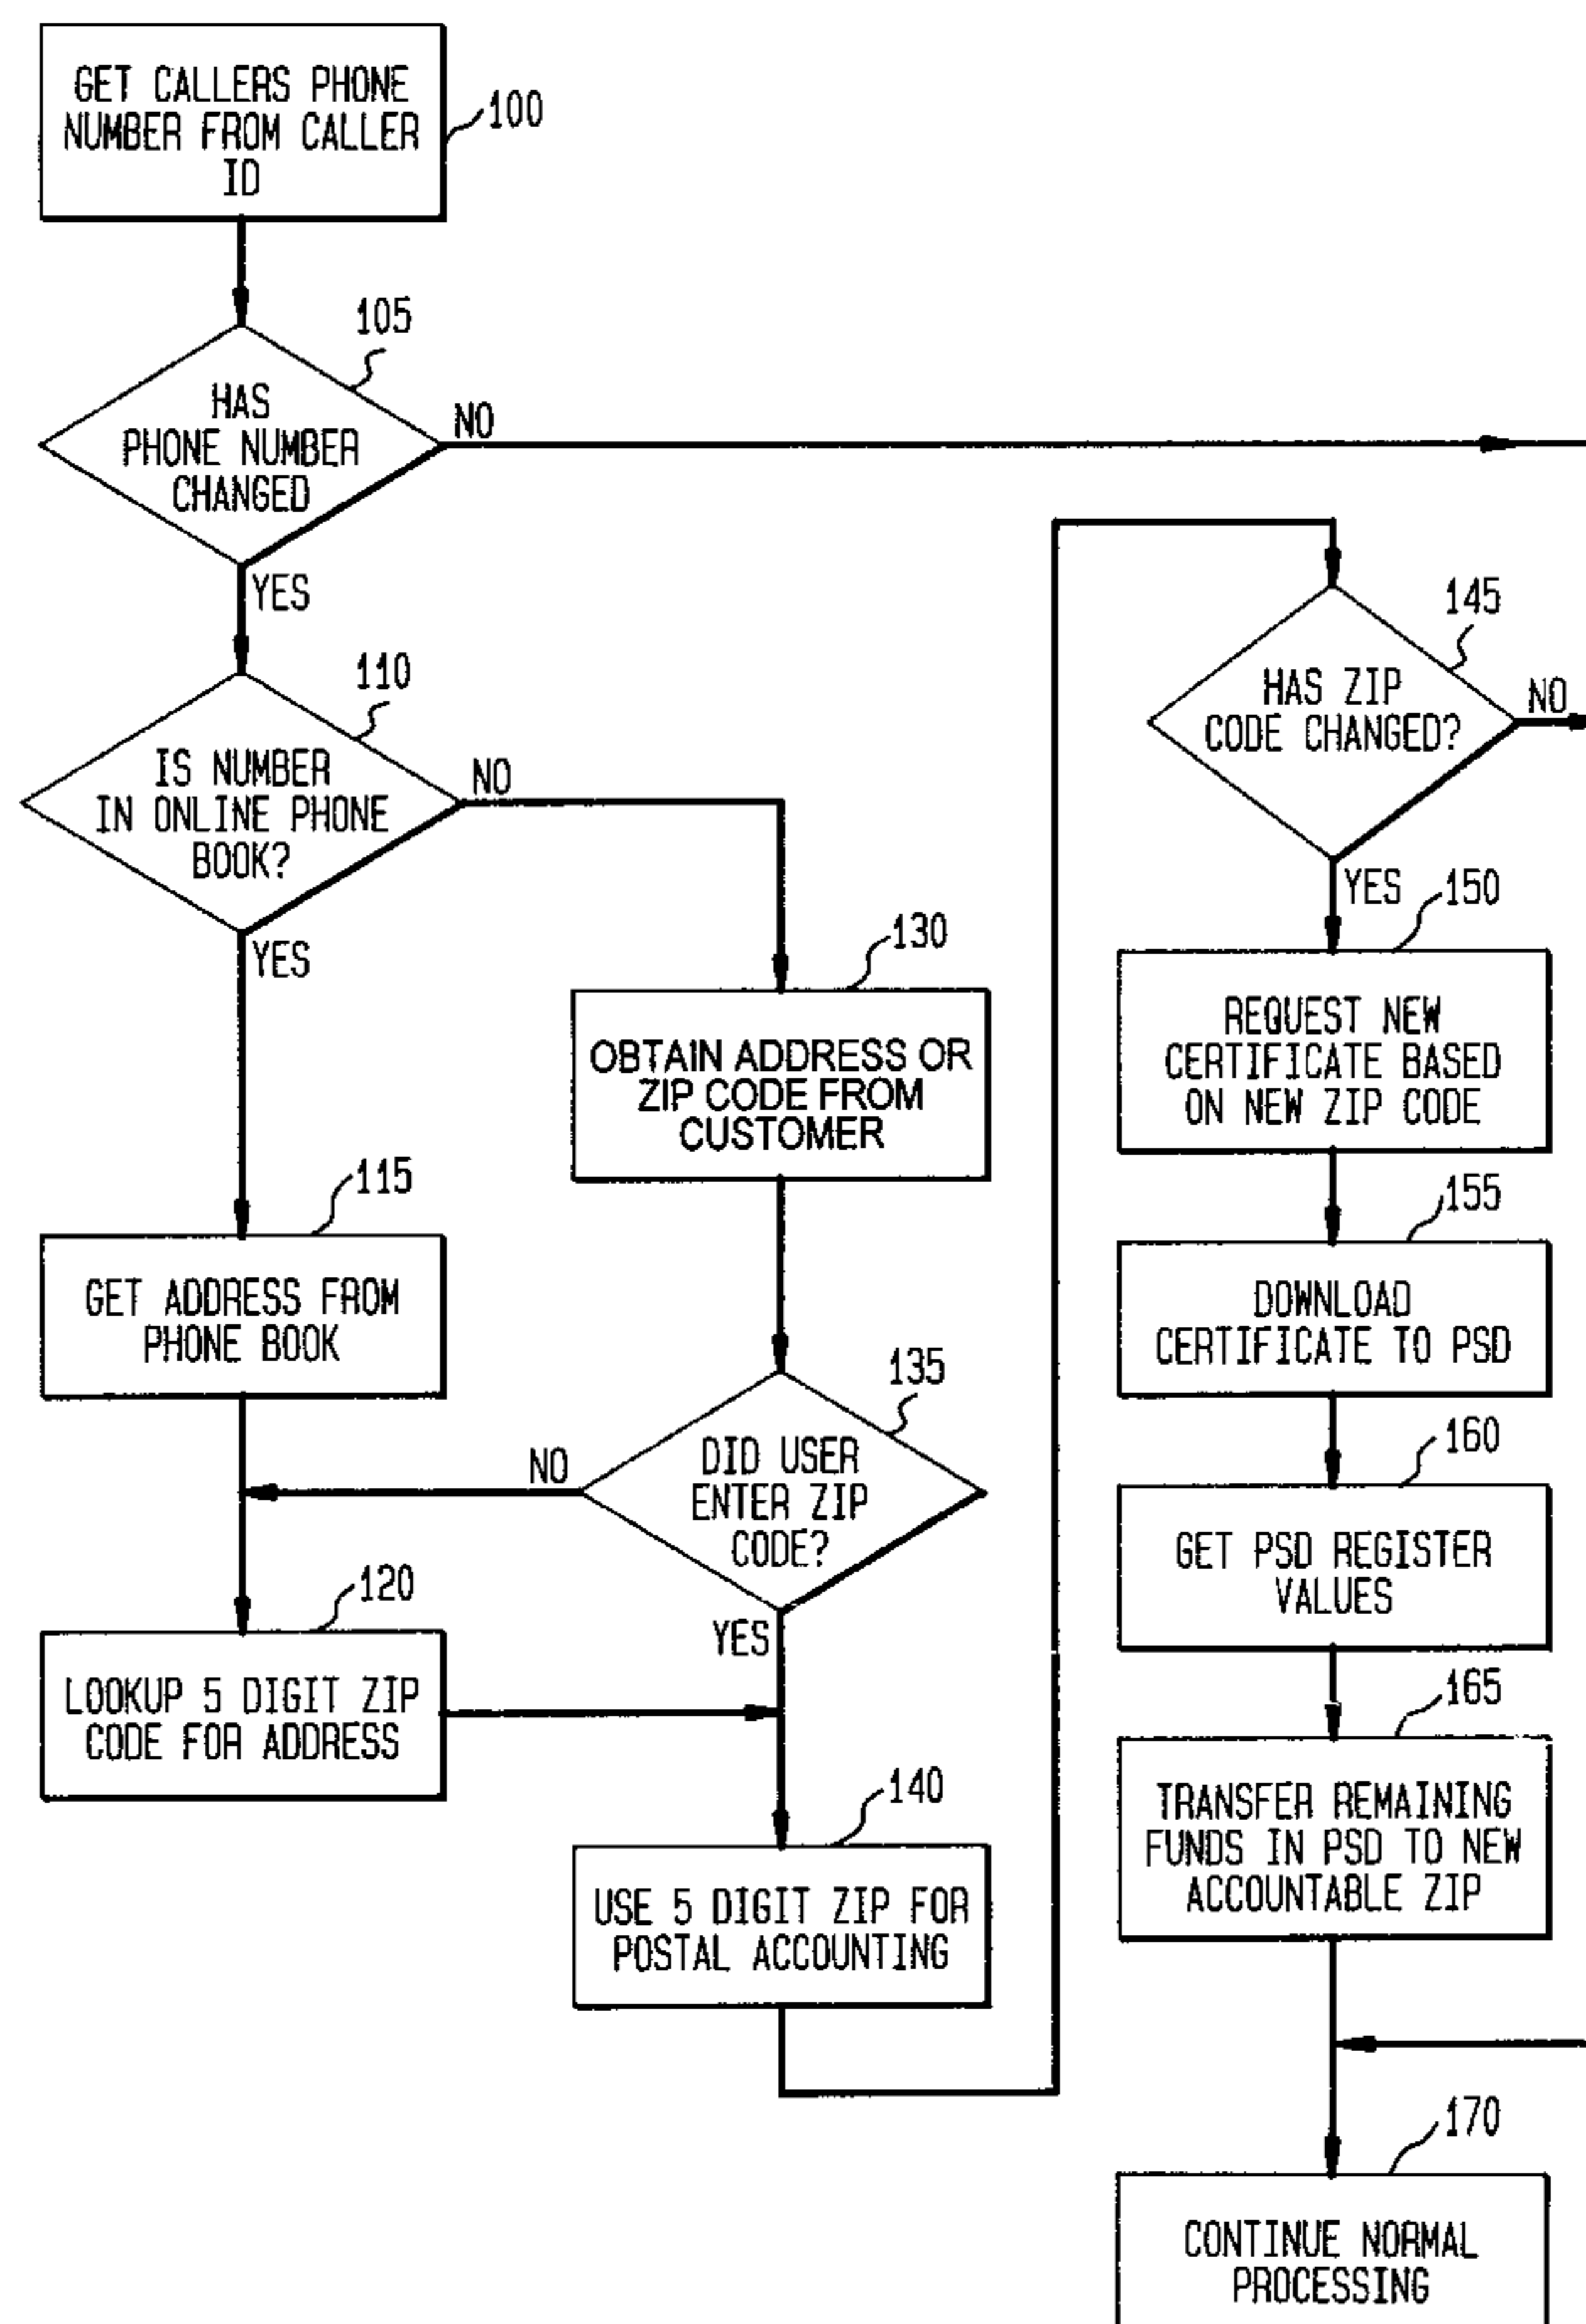 GET CALLERS PHONE
NUMBER FROM CALLER
ID
100
105
HAS
PHONE NUMBER
CHANGED
NO
YES
110
IS NUMBER
IN ONLINE PHONE
BOOK?
NO
YES
130
OBTAIN ADDRESS OR
ZIP CODE FROM
CUSTOMER
115
GET ADDRESS FROM
PHONE BOOK
135
DID USER
ENTER ZIP
CODE?
NO
YES
120
LOOKUP 5 DIGIT ZIP
CODE FOR ADDRESS
140
USE 5 DIGIT ZIP FOR
POSTAL ACCOUNTING
145
HAS ZIP
CODE CHANGED?
NO
YES
150
REQUEST NEW
CERTIFICATE BASED
ON NEW ZIP CODE
155
DOWNLOAD
CERTIFICATE TO PSD
160
GET PSD REGISTER
VALUES
165
TRANSFER REMAINING
FUNDS IN PSD TO NEW
ACCOUNTABLE ZIP
170
CONTINUE NORMAL
PROCESSING